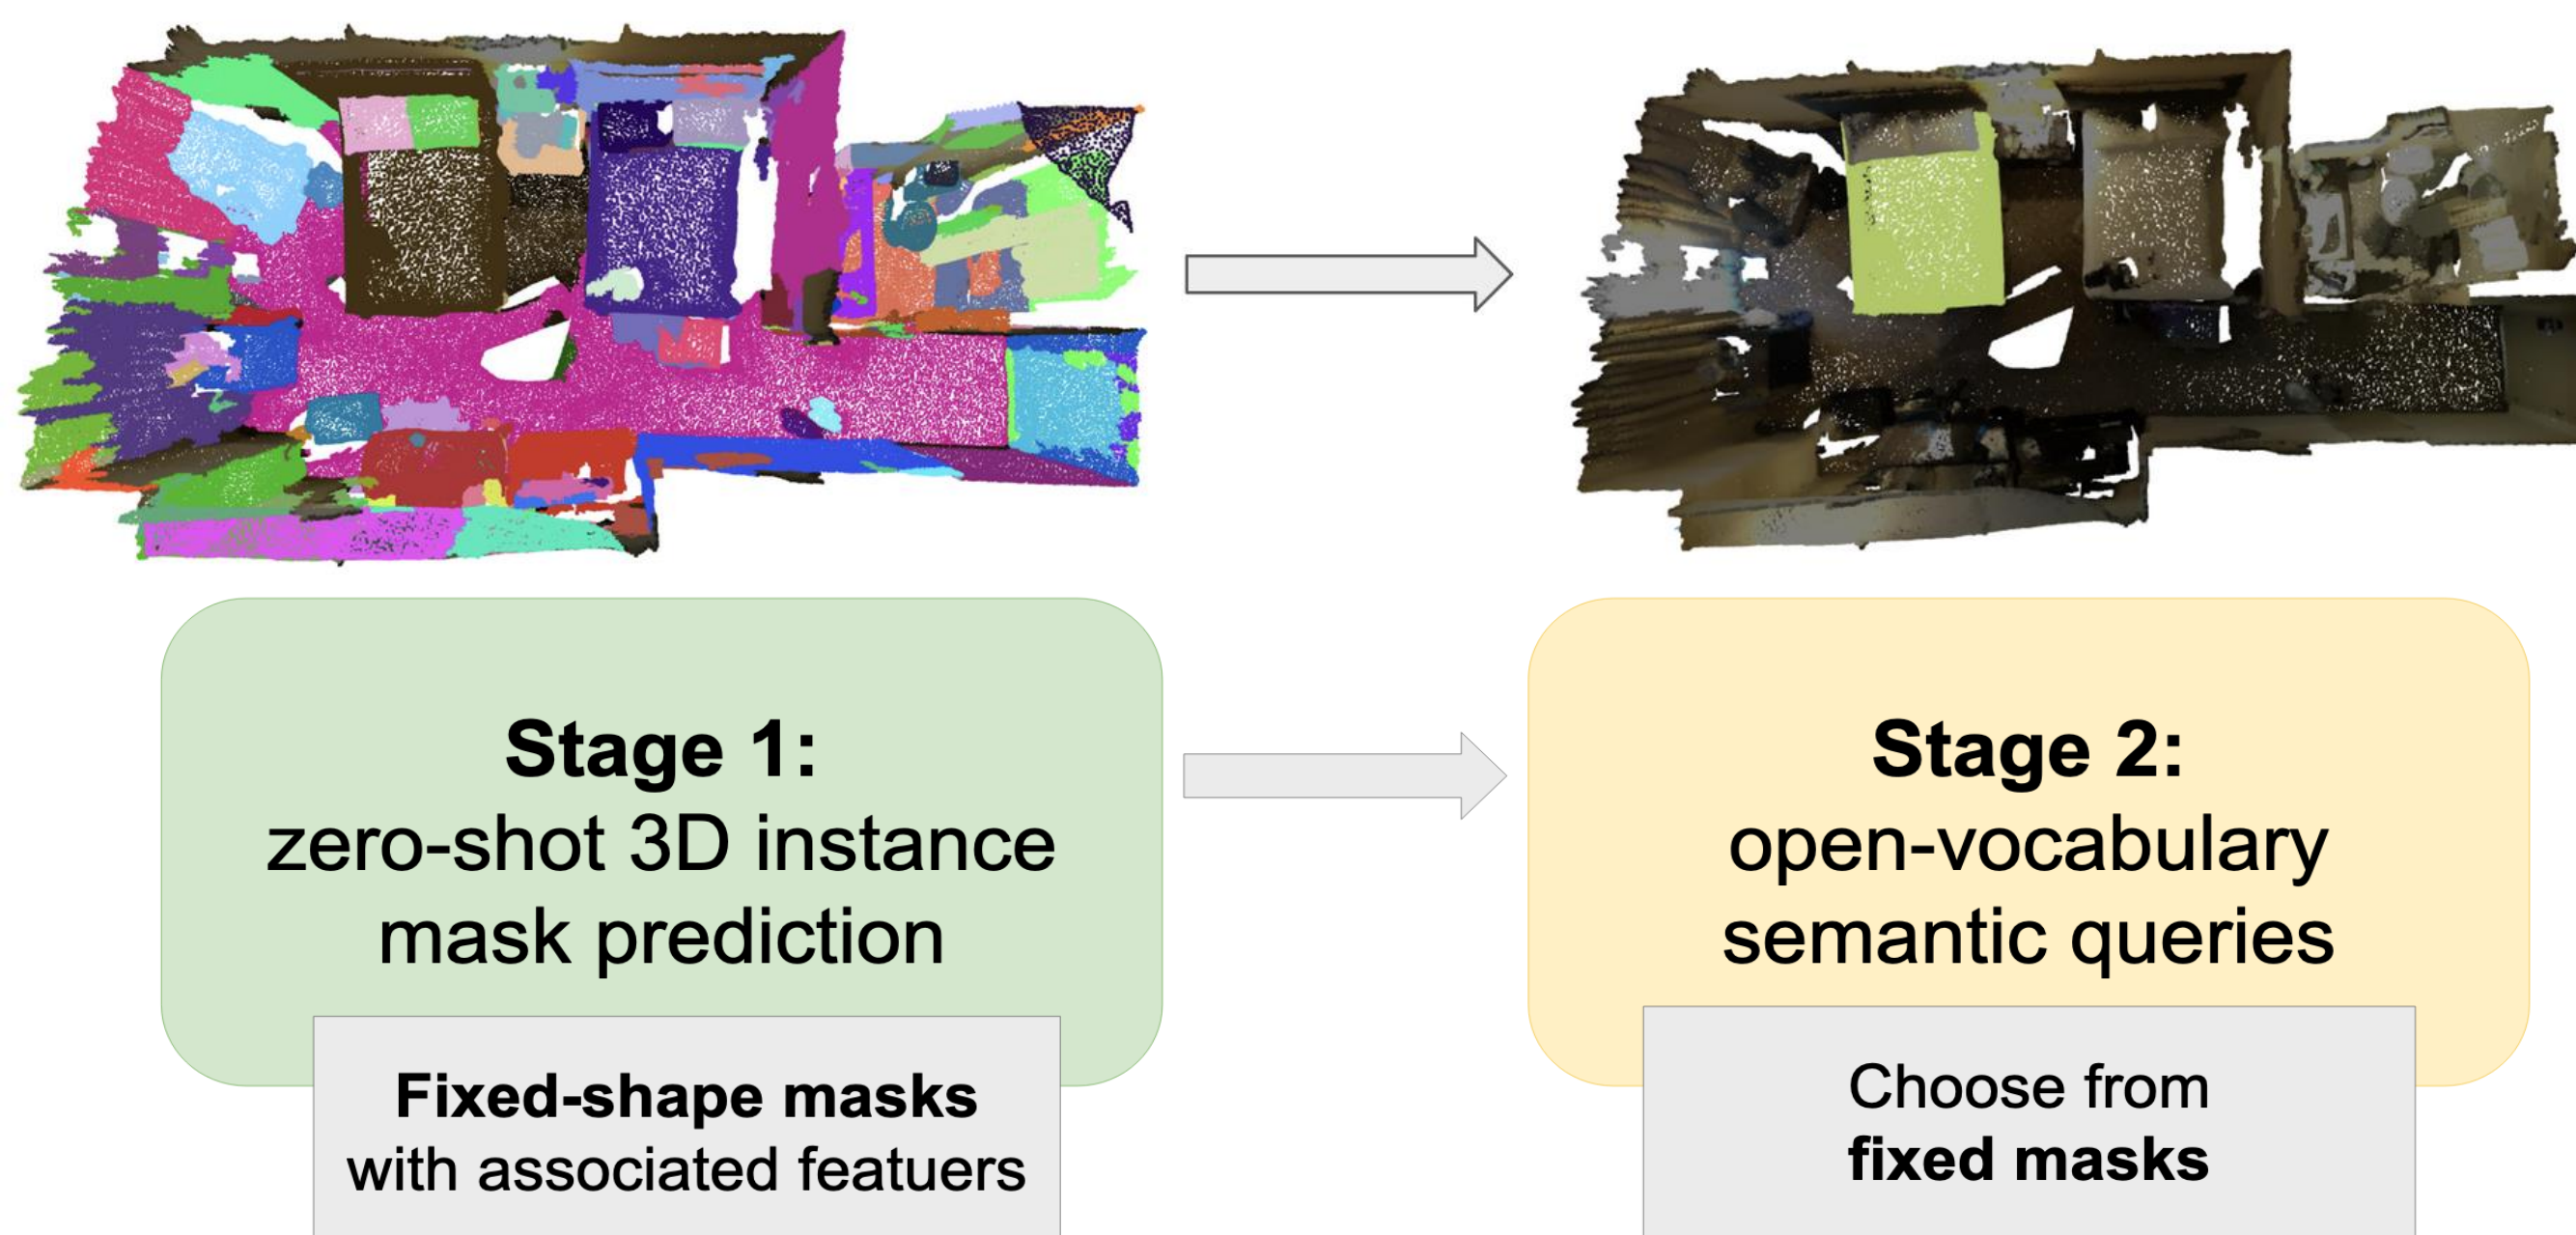 Stage 1:
zero-shot 3D instance
mask prediction
Fixed-shape masks
with associated featuers
Stage 2:
open-vocabulary
semantic queries
Choose from
fixed masks